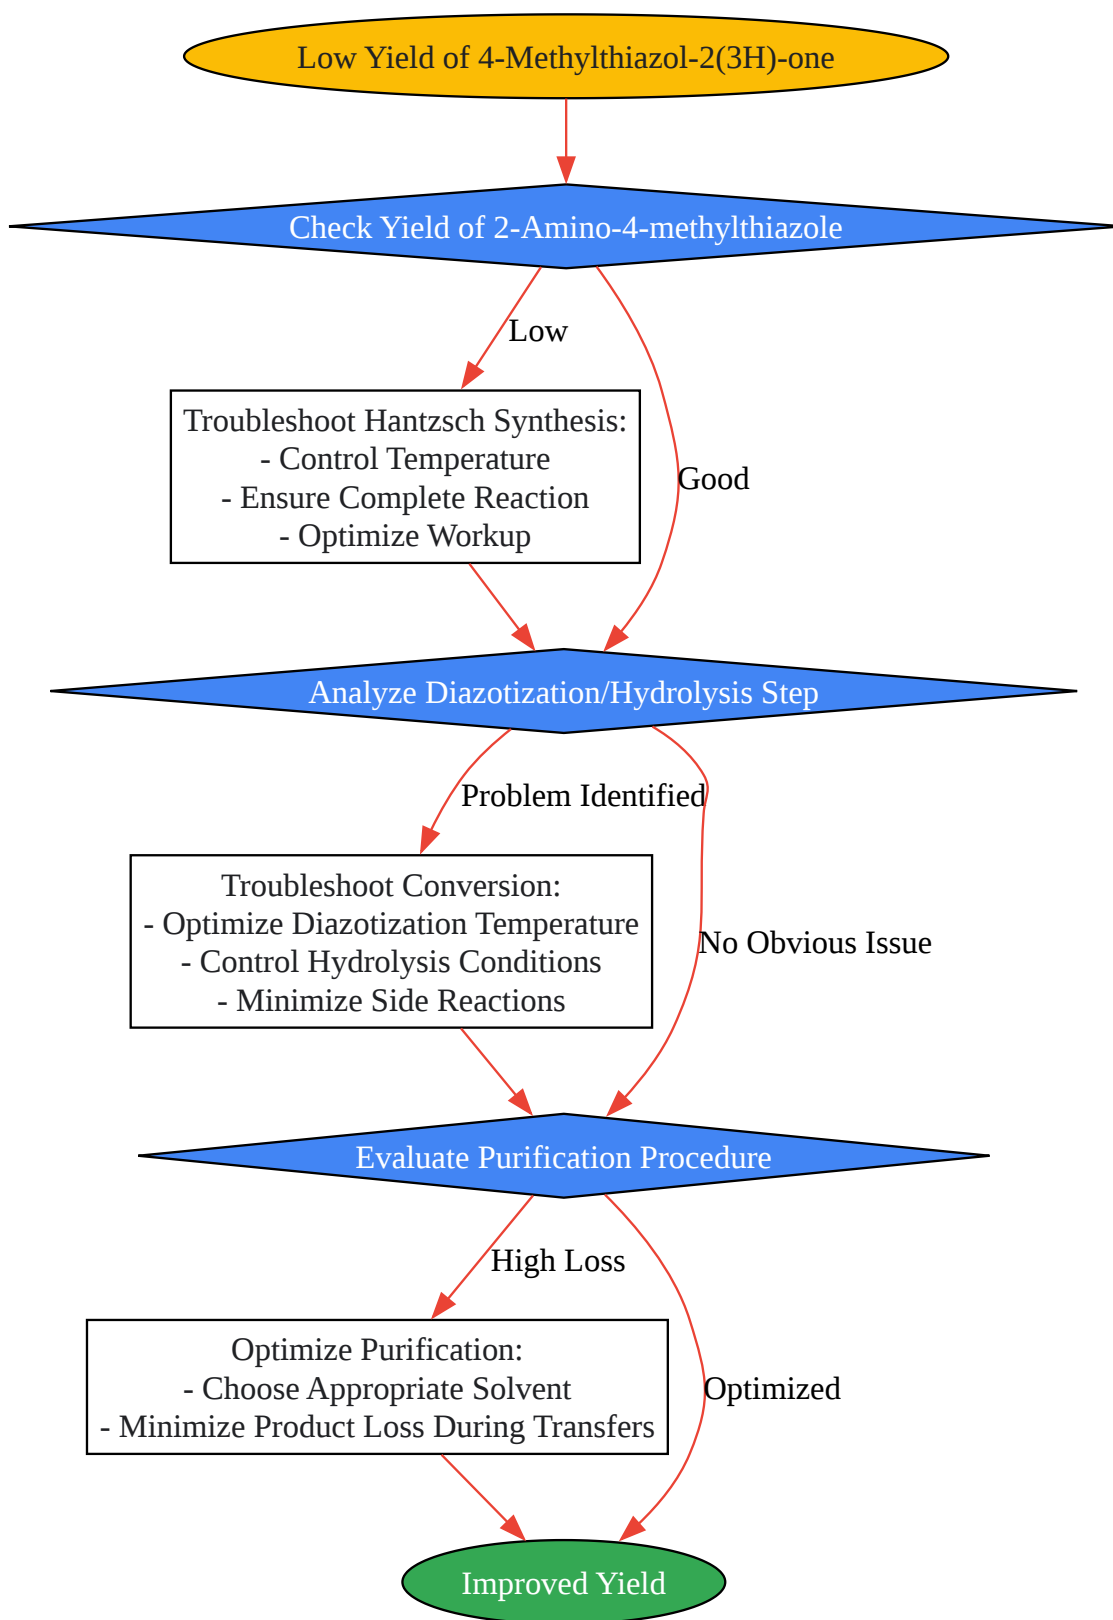 Low Yield of 4-Methylthiazol-2(3H)-one
Check Yield of 2-Amino-4-methylthiazole
Low
Troubleshoot Hantzsch Synthesis:
- Control Temperature
- Ensure Complete Reaction
- Optimize Workup
Good
Analyze Diazotization/Hydrolysis Step
Problem Identified
Troubleshoot Conversion:
- Optimize Diazotization Temperature
- Control Hydrolysis Conditions
- Minimize Side Reactions
No Obvious Issue
Evaluate Purification Procedure
High Loss
Optimize Purification:
- Choose Appropriate Solvent
- Minimize Product Loss During Transfers
Optimized
Improved Yield